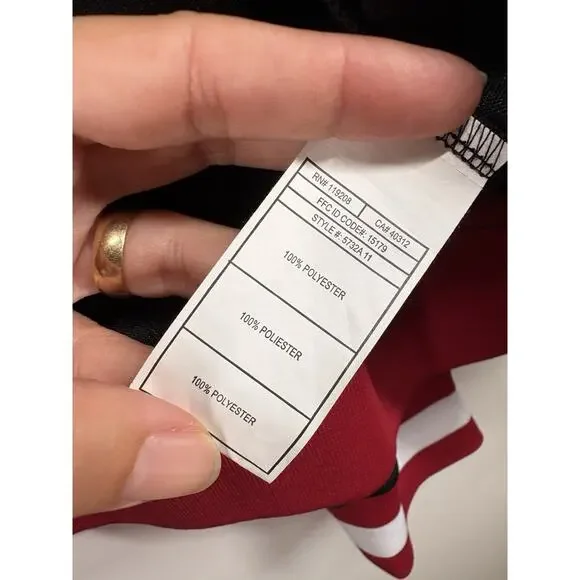 RN# 119208 CA# 40312
FFC ID CODE#: 15179
STYLE #: 5732A 11
100% POLYESTER
100% POLIESTER
100% POLYESTER